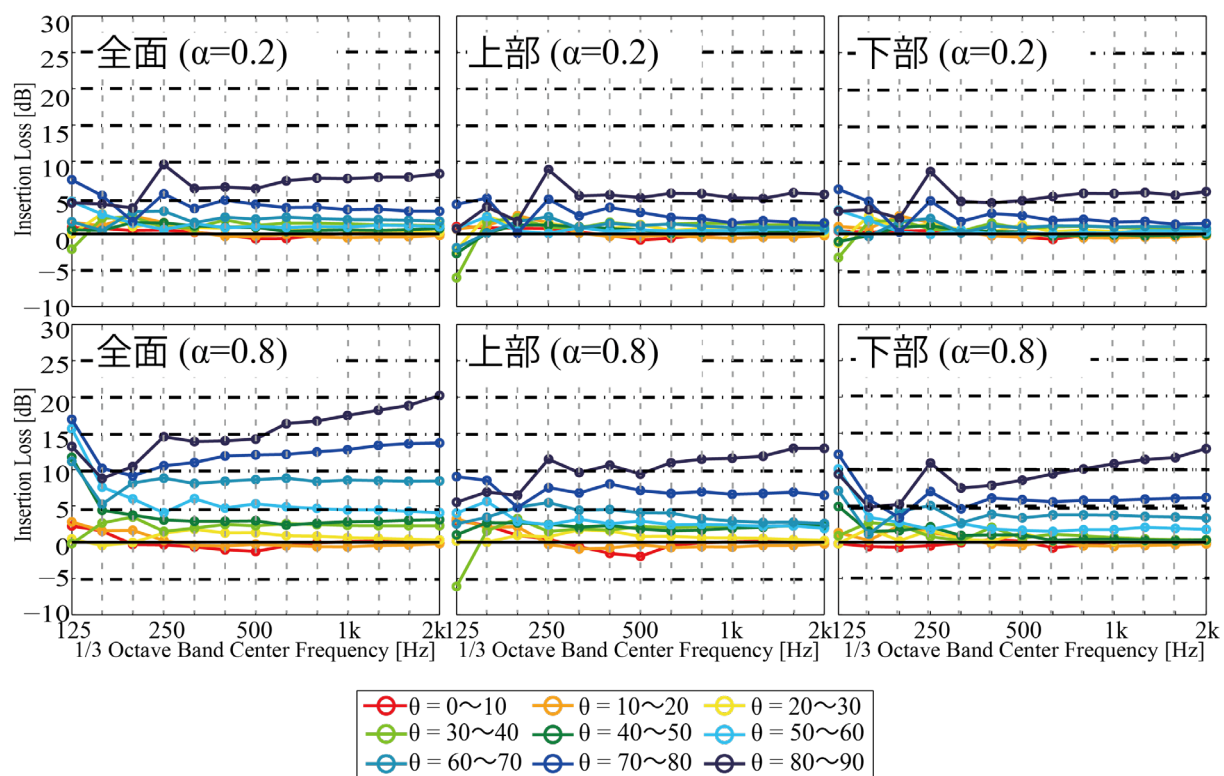 全面 (α=0.2)
上部 (α=0.2)
下部 (α=0.2)
Insertion Loss [dB]
30
25
20
15
10
5
0
−5
−10
全面 (α=0.8)
上部 (α=0.8)
下部 (α=0.8)
Insertion Loss [dB]
30
25
20
15
10
5
0
−5
−10
125 250 500 1k 2k
125 250 500 1k 2k
125 250 500 1k 2k
1/3 Octave Band Center Frequency [Hz]
1/3 Octave Band Center Frequency [Hz]
1/3 Octave Band Center Frequency [Hz]
θ = 0〜10 θ = 10〜20 θ = 20〜30
θ = 30〜40 θ = 40〜50 θ = 50〜60
θ = 60〜70 θ = 70〜80 θ = 80〜90